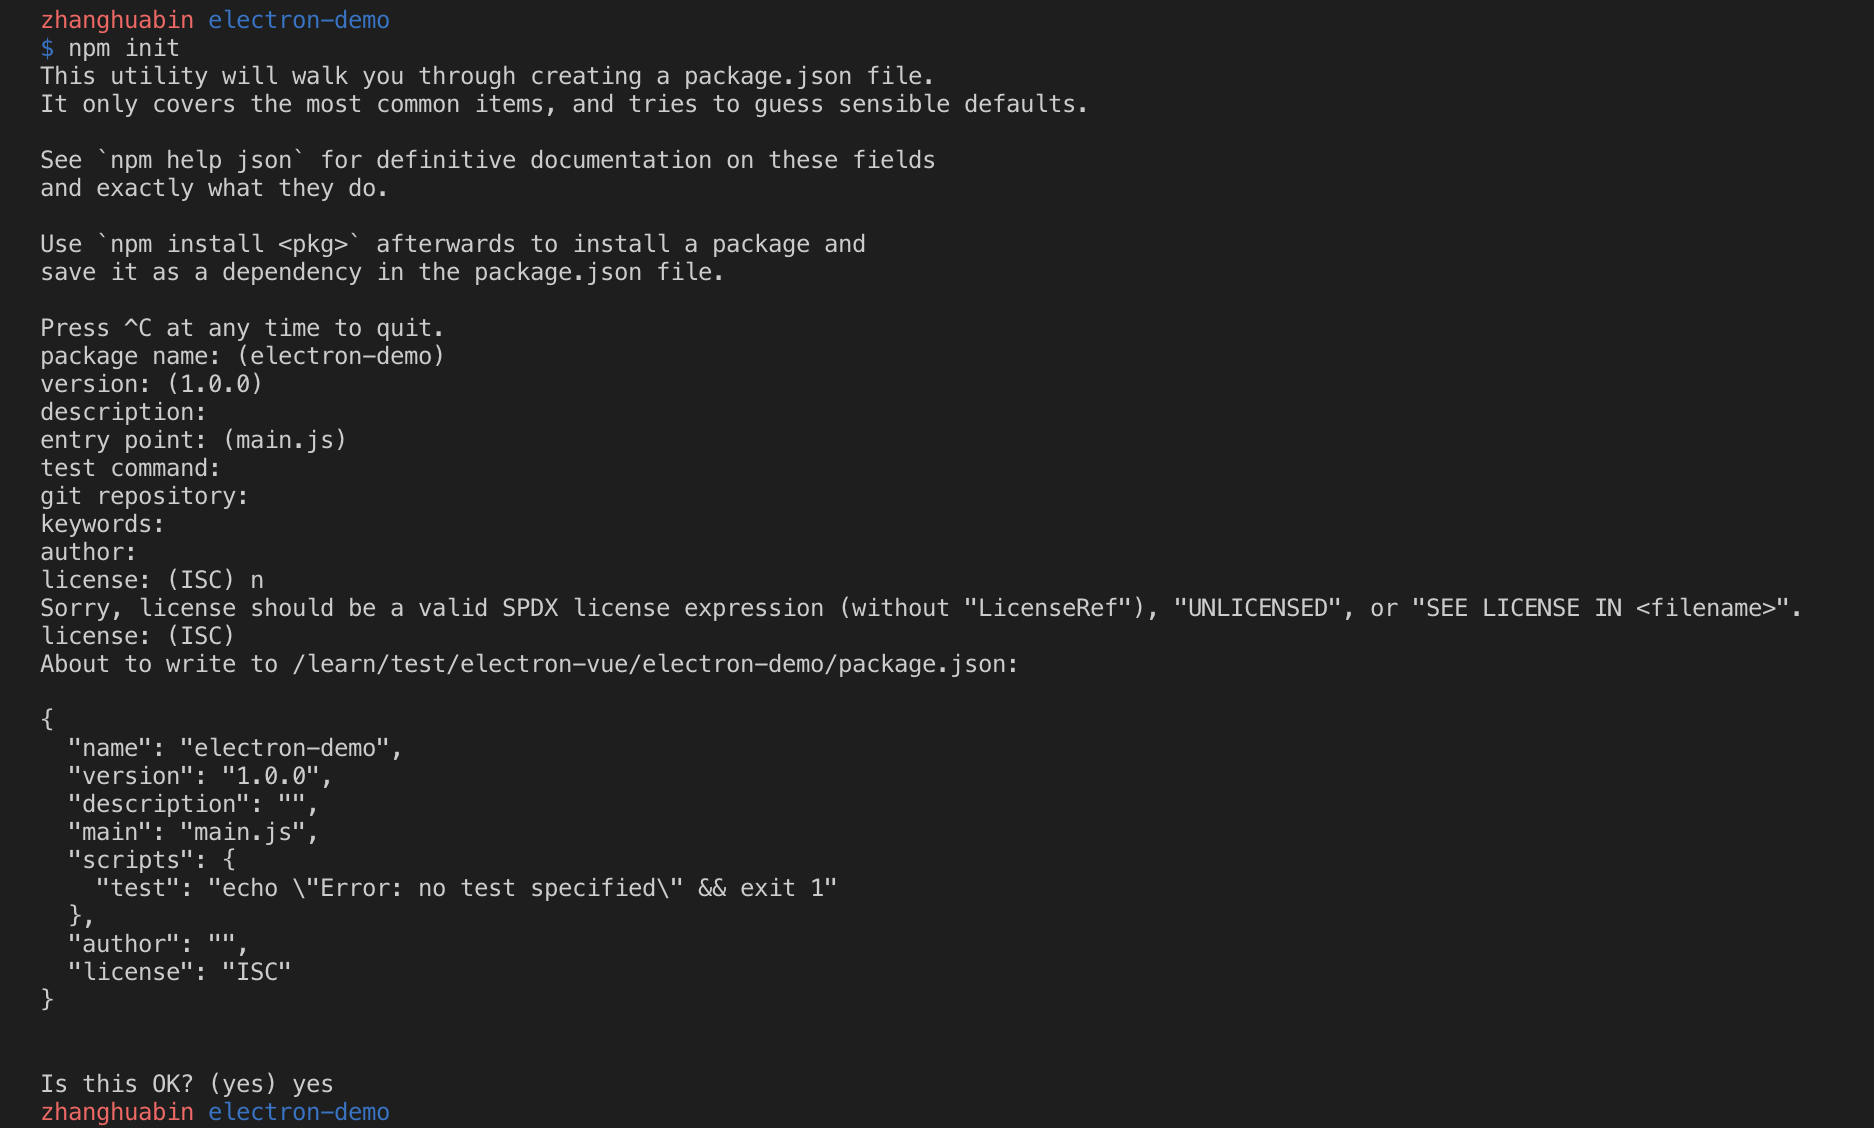 zhanghuabin electron-demo
$ npm init
This utility will walk you through creating a package.json file.
It only covers the most common items, and tries to guess sensible defaults.

See `npm help json` for definitive documentation on these fields
and exactly what they do.

Use `npm install <pkg>` afterwards to install a package and
save it as a dependency in the package.json file.

Press ^C at any time to quit.
package name: (electron-demo)
version: (1.0.0)
description:
entry point: (main.js)
test command:
git repository:
keywords:
author:
license: (ISC) n
Sorry, license should be a valid SPDX license expression (without "LicenseRef"), "UNLICENSED", or "SEE LICENSE IN <filename>".
license: (ISC)
About to write to /learn/test/electron-vue/electron-demo/package.json:

{
  "name": "electron-demo",
  "version": "1.0.0",
  "description": "",
  "main": "main.js",
  "scripts": {
    "test": "echo \"Error: no test specified\" && exit 1"
  },
  "author": "",
  "license": "ISC"
}

Is this OK? (yes) yes
zhanghuabin electron-demo